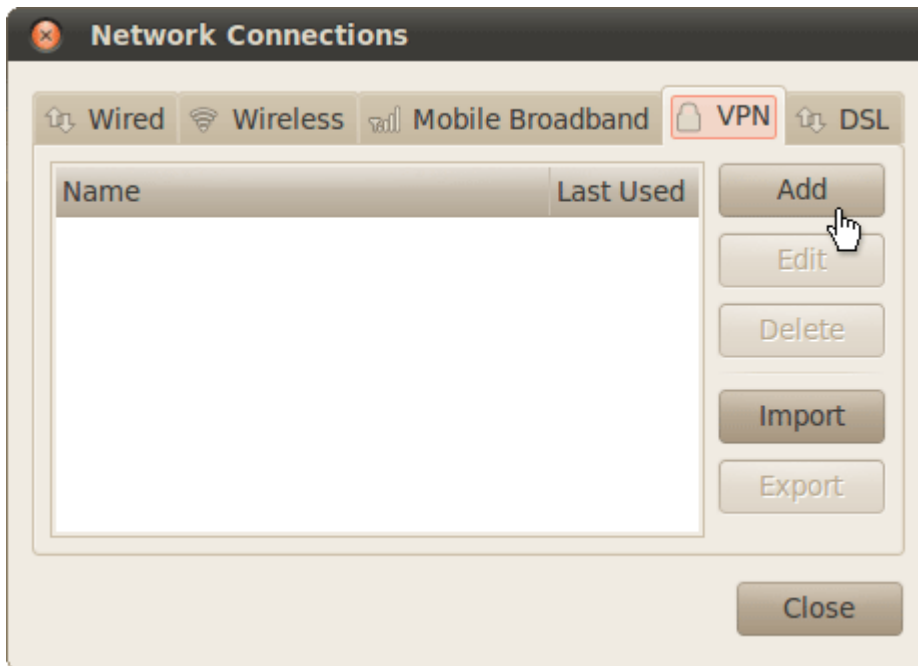 Network Connections
Wired Wireless Mobile Broadband VPN DSL
Name Last Used
Add
Edit
Delete
Import
Export
Close